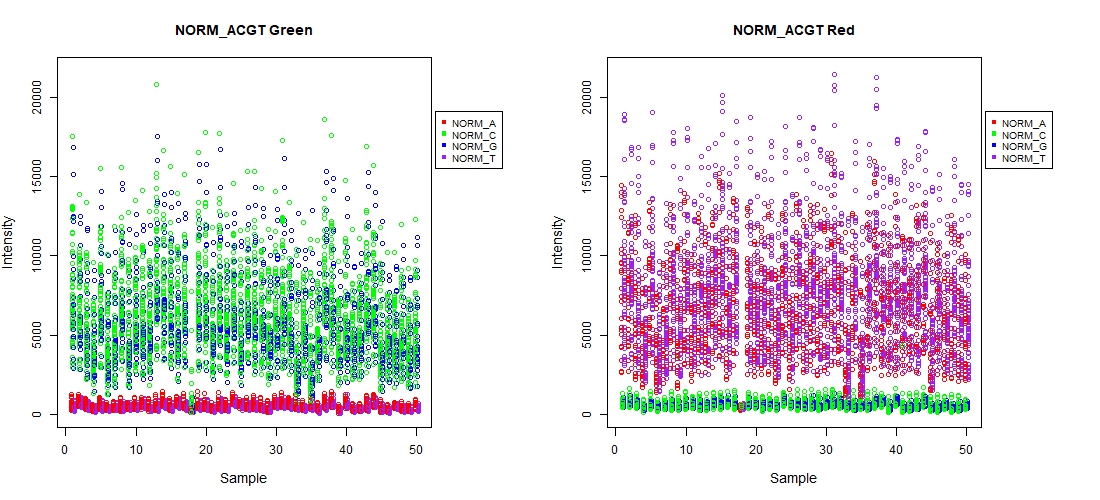 NORM_ACGT Green
Intensity
20000
15000
10000
5000
0
0 10 20 30 40 50
Sample
NORM_A
NORM_C
NORM_G
NORM_T
NORM_ACGT Red
Intensity
20000
15000
10000
5000
0
0 10 20 30 40 50
Sample
NORM_A
NORM_C
NORM_G
NORM_T